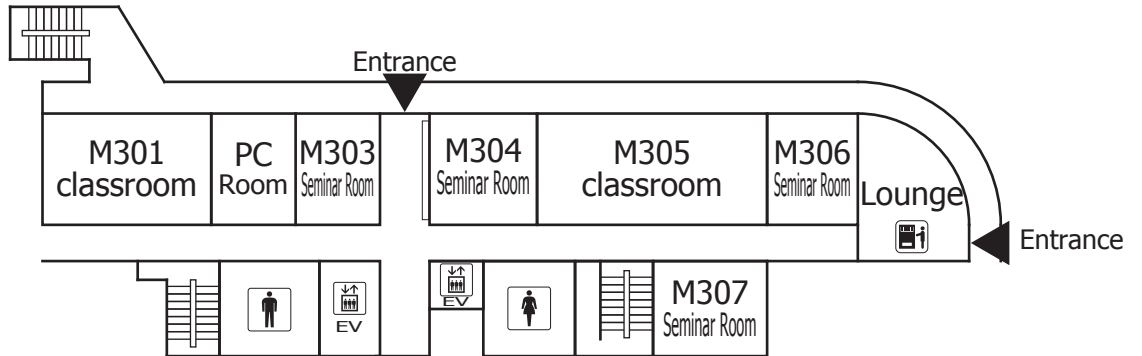 Entrance
M301
classroom
PC
Room
M303
Seminar Room
M304
Seminar Room
M305
classroom
M306
Seminar Room
Lounge
Entrance
EV
EV
M307
Seminar Room